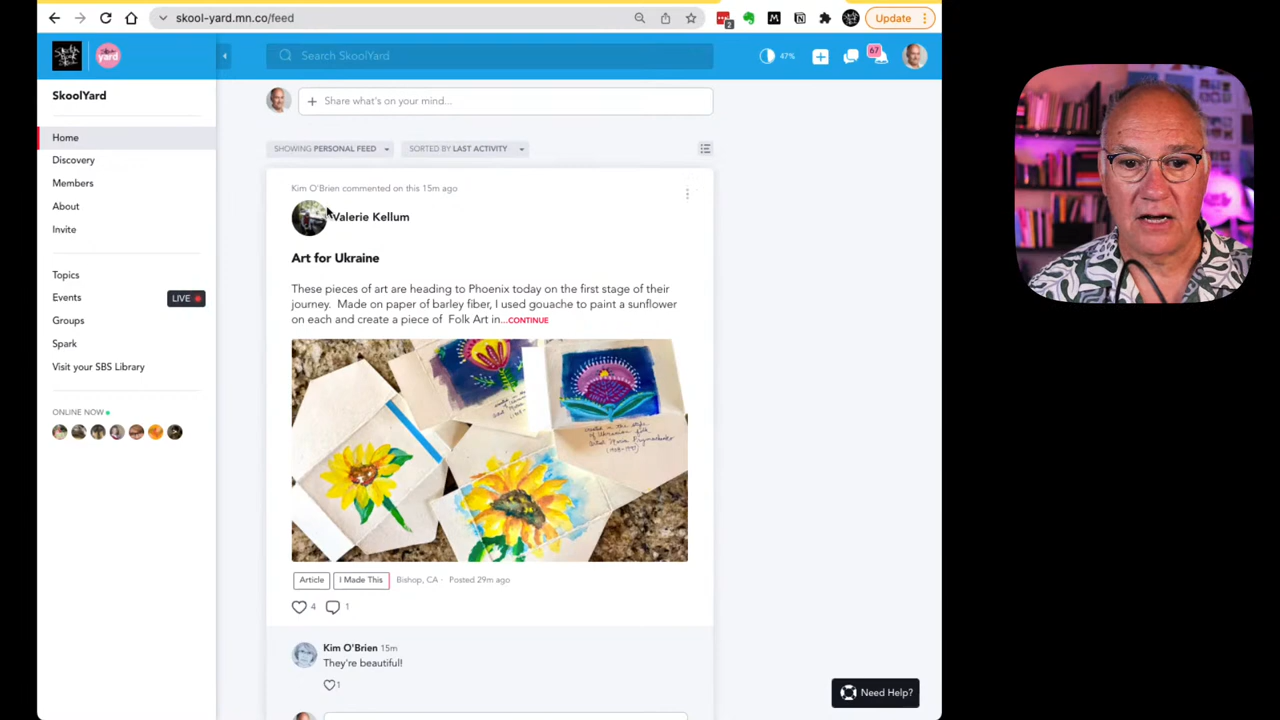 skool-yard.mn.co/feed
2
M
N
Update
yard
Search SkoolYard
47%
67
SkoolYard
Home
Discovery
Members
About
Invite
Topics
Events
LIVE
Groups
Spark
Visit your SBS Library
ONLINE NOW
Share what's on your mind...
SHOWING PERSONAL FEED
SORTED BY LAST ACTIVITY
Kim O'Brien commented on this 15m ago
Valerie Kellum
Art for Ukraine
These pieces of art are heading to Phoenix today on the first stage of their
journey. Made on paper of barley fiber, I used gouache to paint a sunflower
on each and create a piece of Folk Art in...CONTINUE
Article
I Made This
Bishop, CA · Posted 29m ago
4
1
Kim O'Brien 15m
They're beautiful!
1
Need Help?